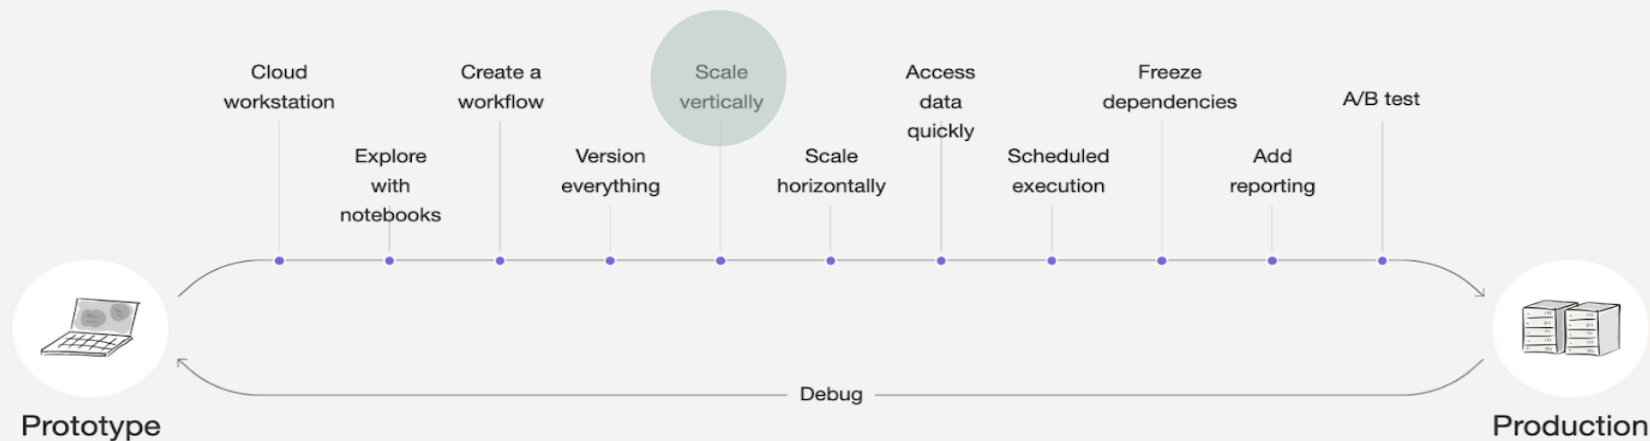 Cloud
workstation
Explore
with
notebooks
Create a
workflow
Version
everything
Scale
vertically
Scale
horizontally
Access
data
quickly
Scheduled
execution
Freeze
dependencies
Add
reporting
A/B test
Debug
Prototype
Production